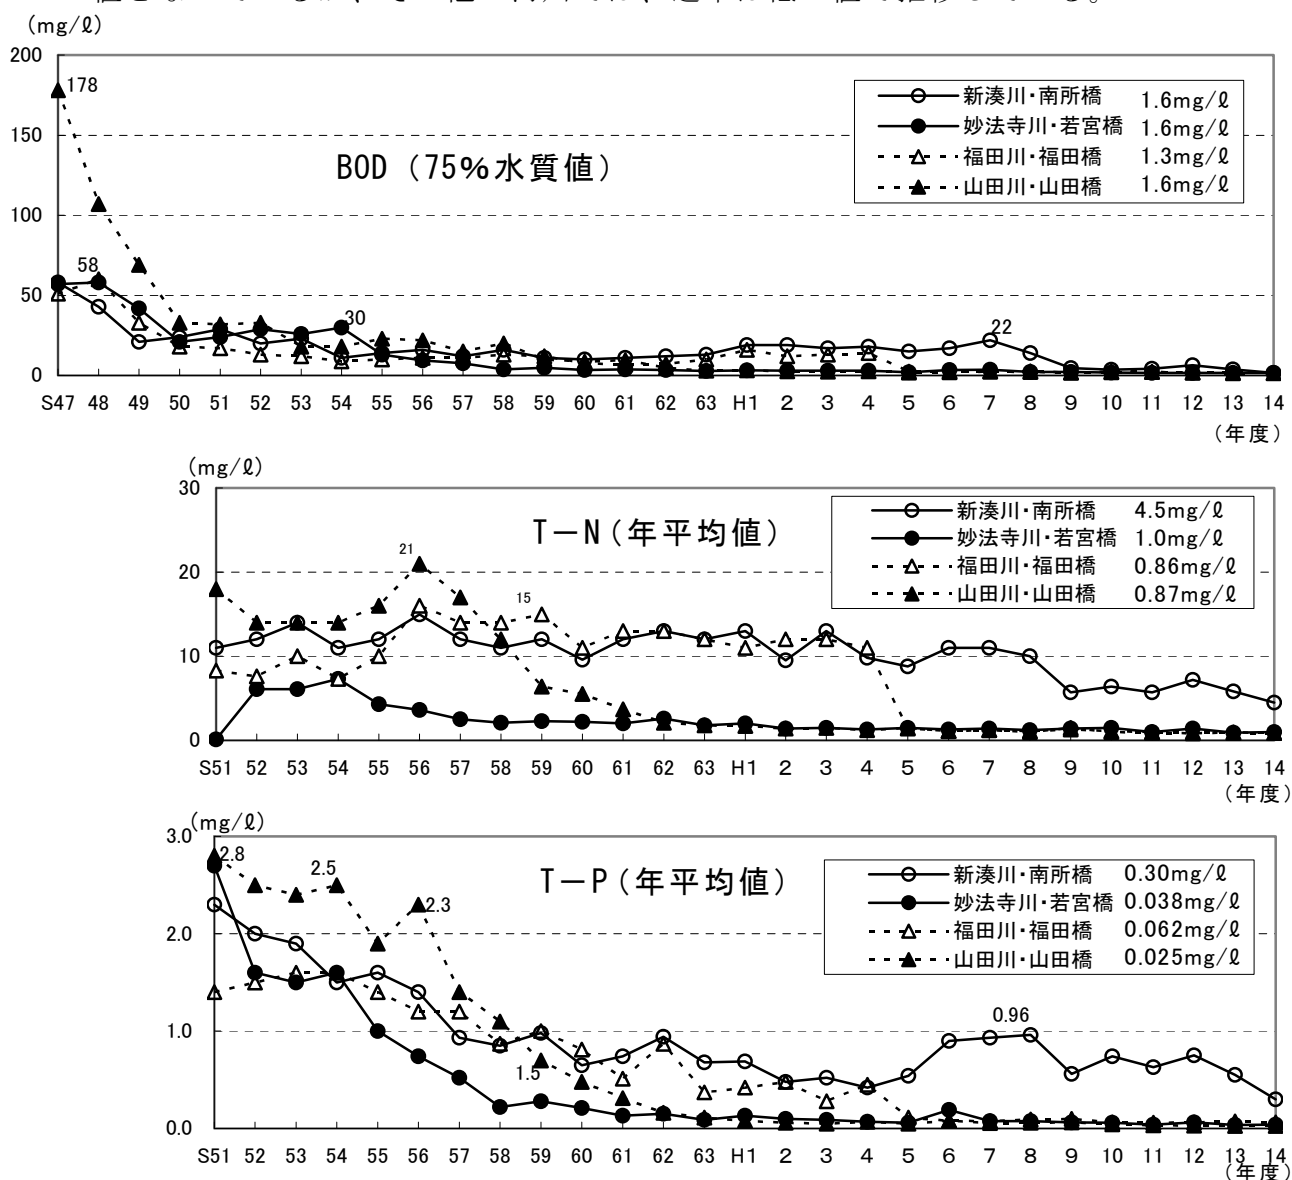 (mg/ℓ)
200
178
新湊川・南所橋 1.6mg/ℓ
妙法寺川・若宮橋 1.6mg/ℓ
福田川・福田橋 1.3mg/ℓ
山田川・山田橋 1.6mg/ℓ
150
BOD（75%水質値）
100
58
50
30
22
0
S47 48 49 50 51 52 53 54 55 56 57 58 59 60 61 62 63 H1 2 3 4 5 6 7 8 9 10 11 12 13 14
(年度)
(mg/ℓ)
30
新湊川・南所橋 4.5mg/ℓ
妙法寺川・若宮橋 1.0mg/ℓ
福田川・福田橋 0.86mg/ℓ
山田川・山田橋 0.87mg/ℓ
T－N（年平均値）
21
20
15
10
0
S51 52 53 54 55 56 57 58 59 60 61 62 63 H1 2 3 4 5 6 7 8 9 10 11 12 13 14
(年度)
(mg/ℓ)
3.0
2.8
2.5
2.3
T－P（年平均値）
新湊川・南所橋 0.30mg/ℓ
妙法寺川・若宮橋 0.038mg/ℓ
福田川・福田橋 0.062mg/ℓ
山田川・山田橋 0.025mg/ℓ
2.0
1.0
0.96
1.5
0.0
S51 52 53 54 55 56 57 58 59 60 61 62 63 H1 2 3 4 5 6 7 8 9 10 11 12 13 14
(年度)